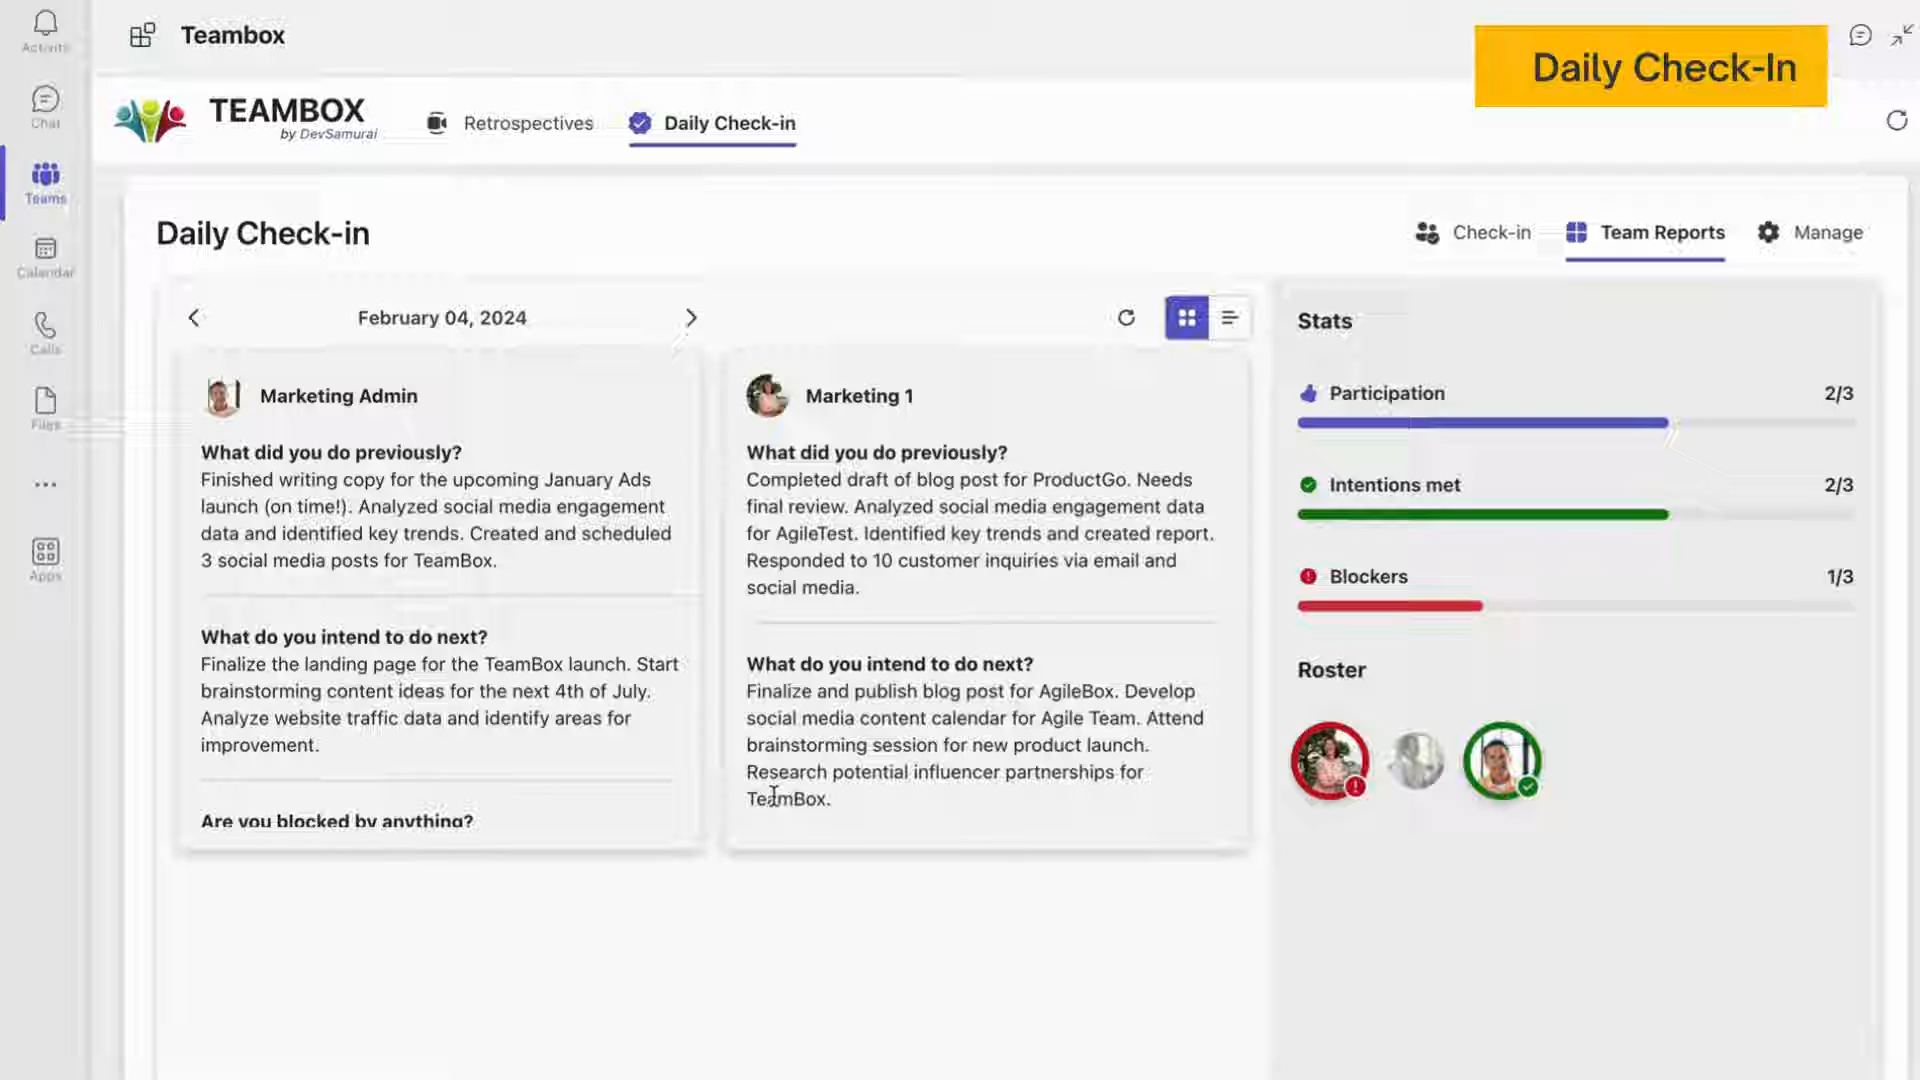 Activity
Chat
Teams
Calendar
Calls
Files
Apps
Teambox
Daily Check-In
TEAMBOX
by DevSamurai
Retrospectives
Daily Check-in
Daily Check-in
Check-in
Team Reports
Manage
February 04, 2024
Marketing Admin
What did you do previously?
Finished writing copy for the upcoming January Ads
launch (on time!). Analyzed social media engagement
data and identified key trends. Created and scheduled
3 social media posts for TeamBox.
What do you intend to do next?
Finalize the landing page for the TeamBox launch. Start
brainstorming content ideas for the next 4th of July.
Analyze website traffic data and identify areas for
improvement.
Are you blocked by anything?
Marketing 1
What did you do previously?
Completed draft of blog post for ProductGo. Needs
final review. Analyzed social media engagement data
for AgileTest. Identified key trends and created report.
Responded to 10 customer inquiries via email and
social media.
What do you intend to do next?
Finalize and publish blog post for AgileBox. Develop
social media content calendar for Agile Team. Attend
brainstorming session for new product launch.
Research potential influencer partnerships for
TeamBox.
Stats
Participation 2/3
Intentions met 2/3
Blockers 1/3
Roster